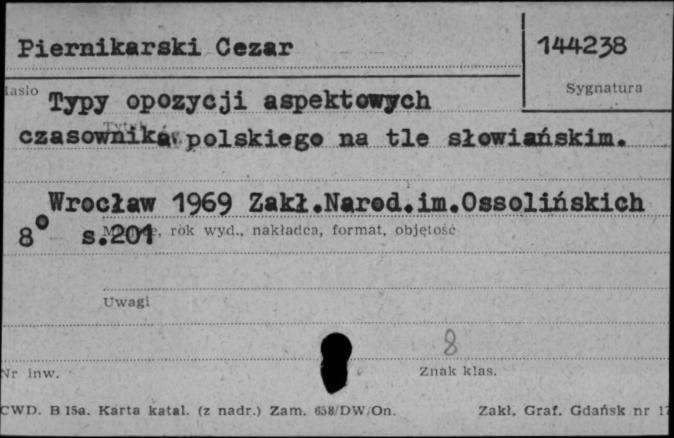 Piernikarski Cezar
144238
Hasło
Sygnatura
Typy opozycji aspektowych
czasownika polskiego na tle słowiańskim.
Wrocław 1969 Zakł.Narod.im.Ossolińskich
8° s.201
, rok wyd., nakładca, format, objętość
Uwagi
8
Nr inw.
Znak klas.
CWD. B 15a. Karta katal. (z nadr.) Zam. 658/DW/On.
Zakł. Graf. Gdańsk nr